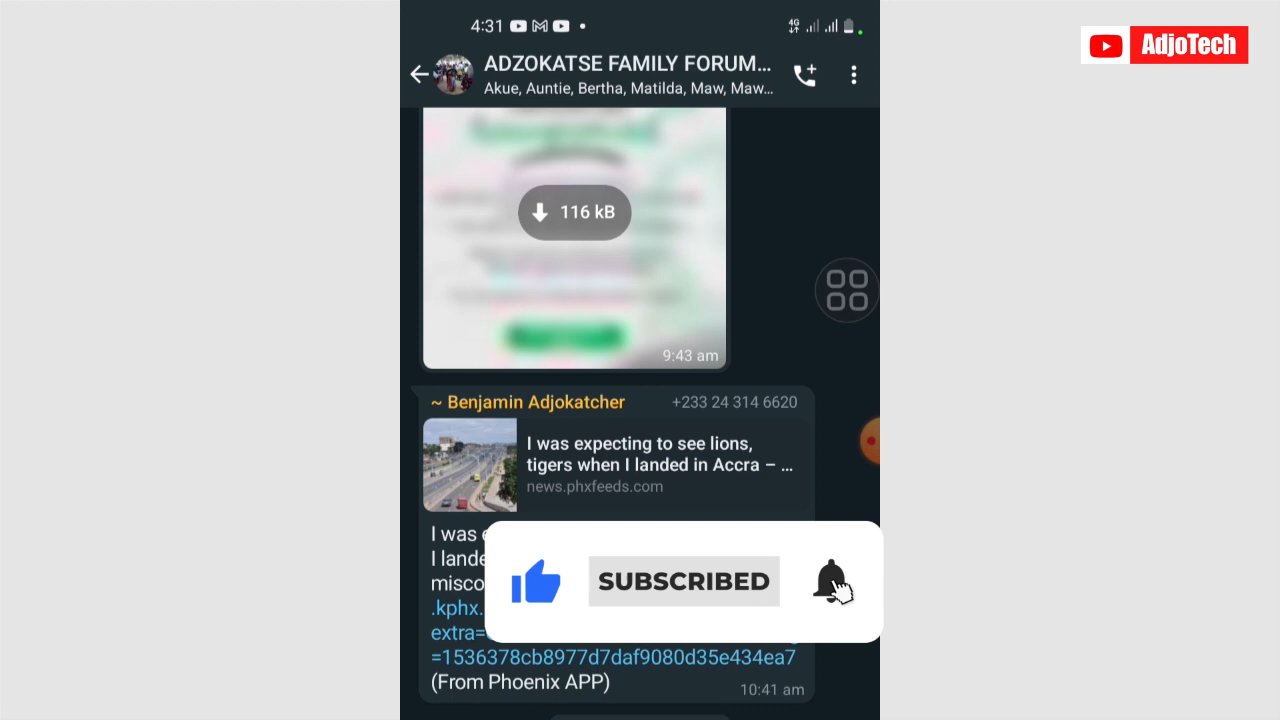 4:31
4G
AdjoTech
ADZOKATSE FAMILY FORUM...
Akue, Auntie, Bertha, Matilda, Maw, Maw...
116 kB
9:43 am
~ Benjamin Adjokatcher +233 24 314 6620
I was expecting to see lions,
tigers when I landed in Accra – ...
news.phxfeeds.com
I was
I lande
misco
SUBSCRIBED
.kphx.
extra=
=1536378cb8977d7daf9080d35e434ea7
(From Phoenix APP)
10:41 am